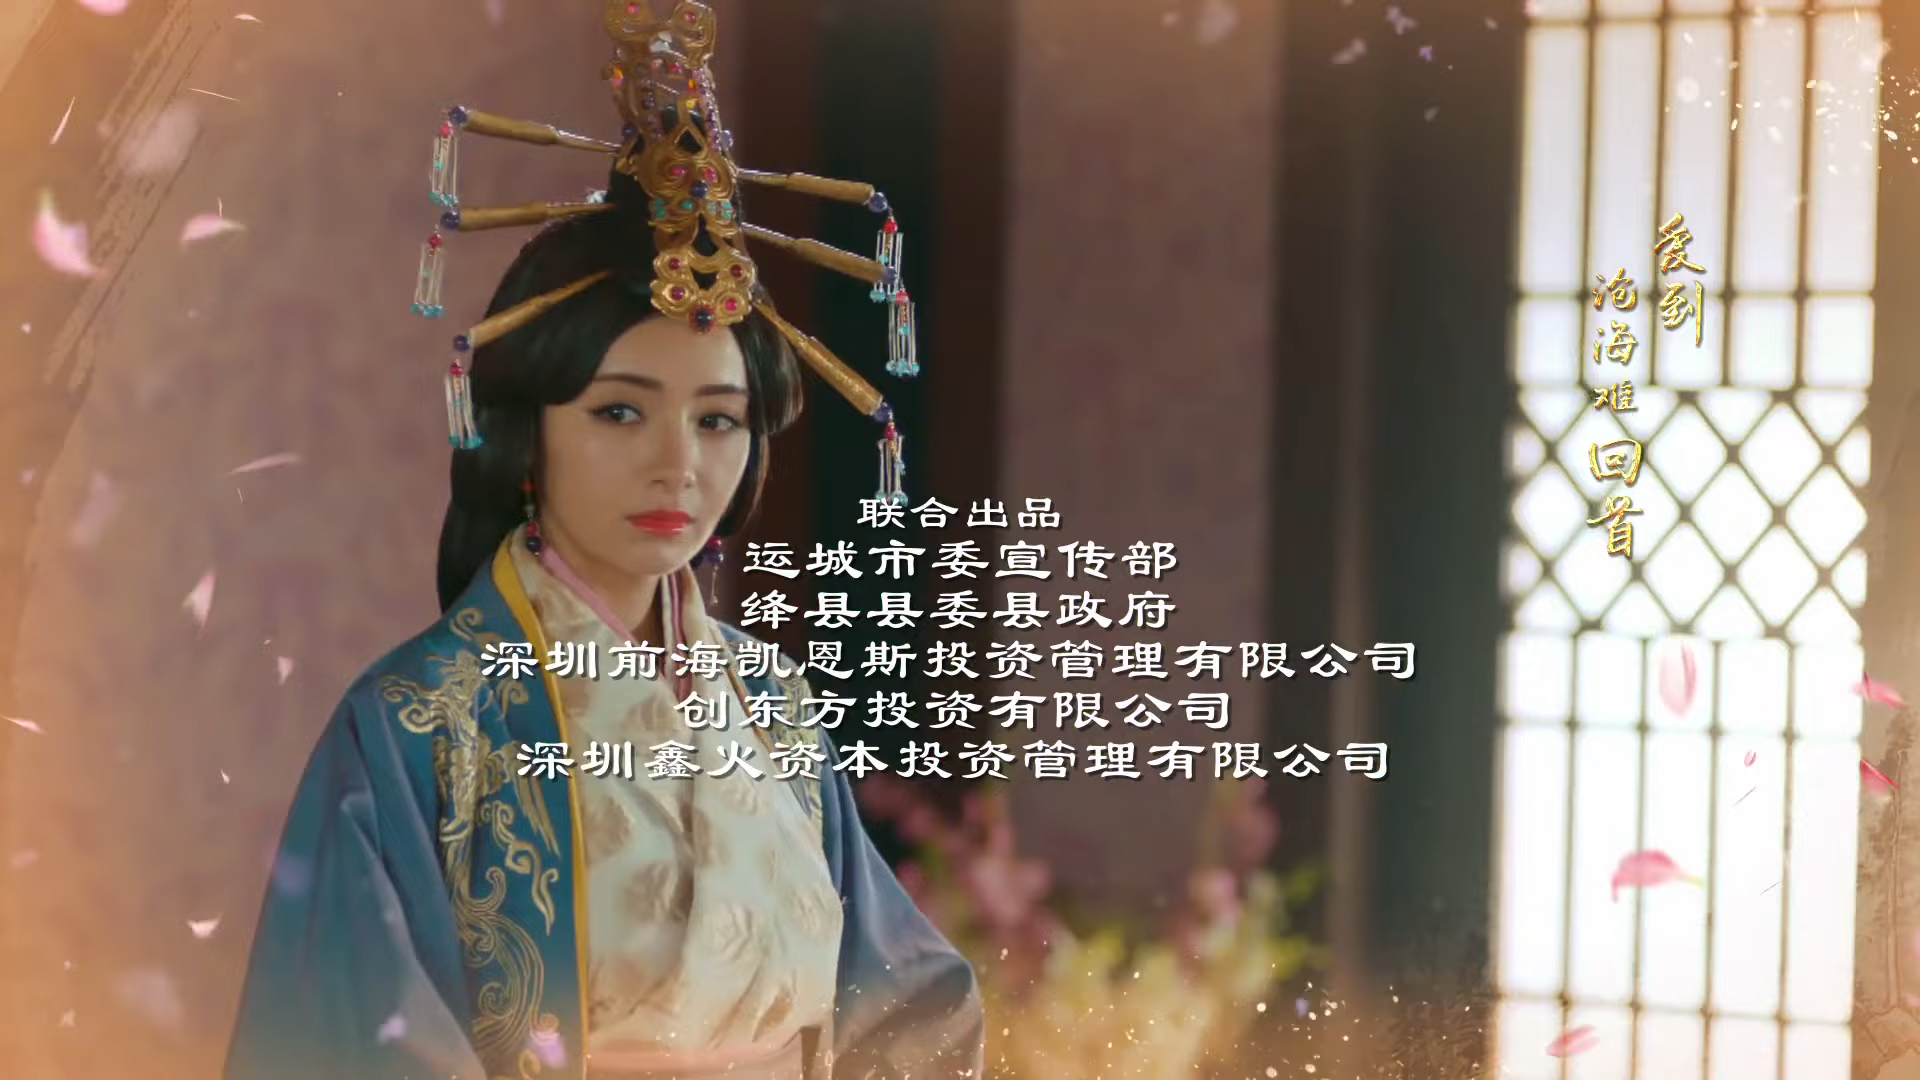 联合出品
运城市委宣传部
绛县县委县政府
深圳前海凯恩斯投资管理有限公司
创东方投资有限公司
深圳鑫火资本投资管理有限公司
爱到
沧海难回首